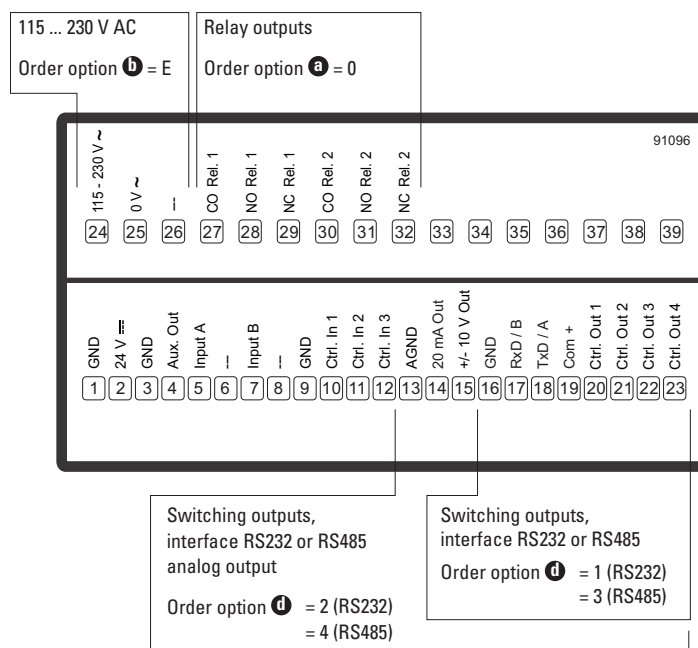 115 ... 230 V AC
Order option b = E
Relay outputs
Order option a = 0
91096
115 - 230 V ~
0 V ~
---
CO Rel. 1
NO Rel. 1
NC Rel. 1
CO Rel. 2
NO Rel. 2
NC Rel. 2
24 25 26 27 28 29 30 31 32 33 34 35 36 37 38 39
GND
24 V
GND
Aux. Out
Input A
---
Input B
---
GND
Ctrl. In 1
Ctrl. In 2
Ctrl. In 3
AGND
20 mA Out
+/- 10 V Out
GND
RxD / B
TxD / A
Com +
Ctrl. Out 1
Ctrl. Out 2
Ctrl. Out 3
Ctrl. Out 4
1 2 3 4 5 6 7 8 9 10 11 12 13 14 15 16 17 18 19 20 21 22 23
Switching outputs,
interface RS232 or RS485
analog output
Order option d = 2 (RS232)
= 4 (RS485)
Switching outputs,
interface RS232 or RS485
Order option d = 1 (RS232)
= 3 (RS485)